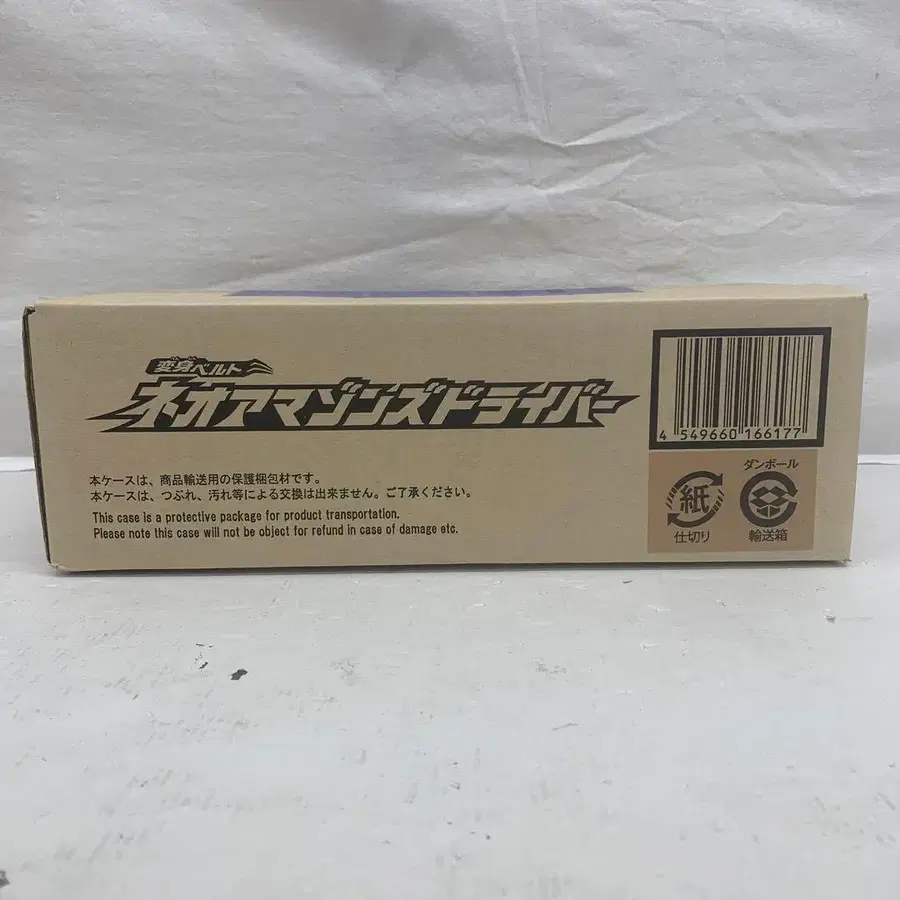 変身ベルト
ネオアマゾンズドライバー
本ケースは、商品輸送用の保護梱包材です。
本ケースは、つぶれ、汚れ等による交換は出来ません。ご了承ください。
This case is a protective package for product transportation.
Please note this case will not be object for refund in case of damage etc.
4 549660 166177
紙
仕切り
ダンボール
輸送箱